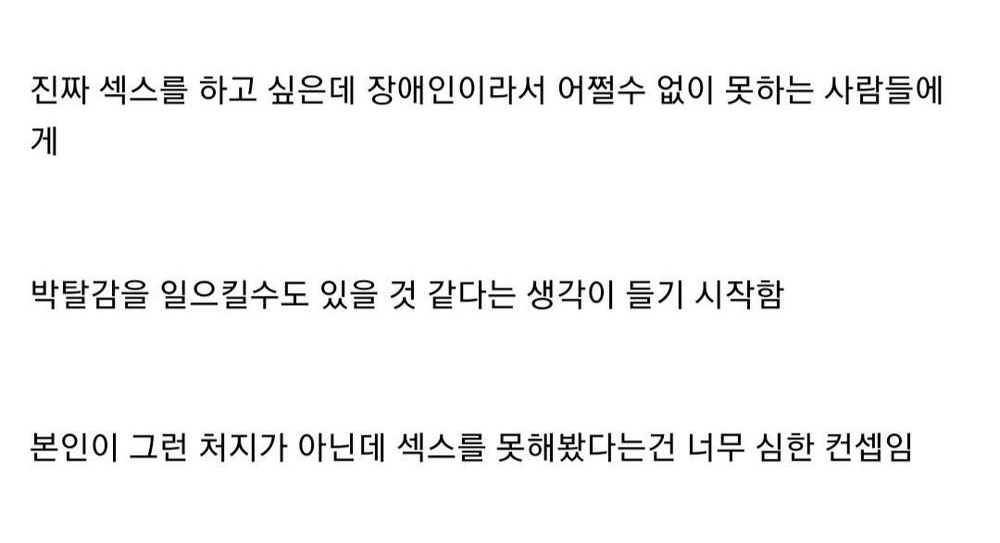 진짜 섹스를 하고 싶은데 장애인이라서 어쩔수 없이 못하는 사람들에
게
박탈감을 일으킬수도 있을 것 같다는 생각이 들기 시작함
본인이 그런 처지가 아닌데 섹스를 못해봤다는건 너무 심한 컨셉임